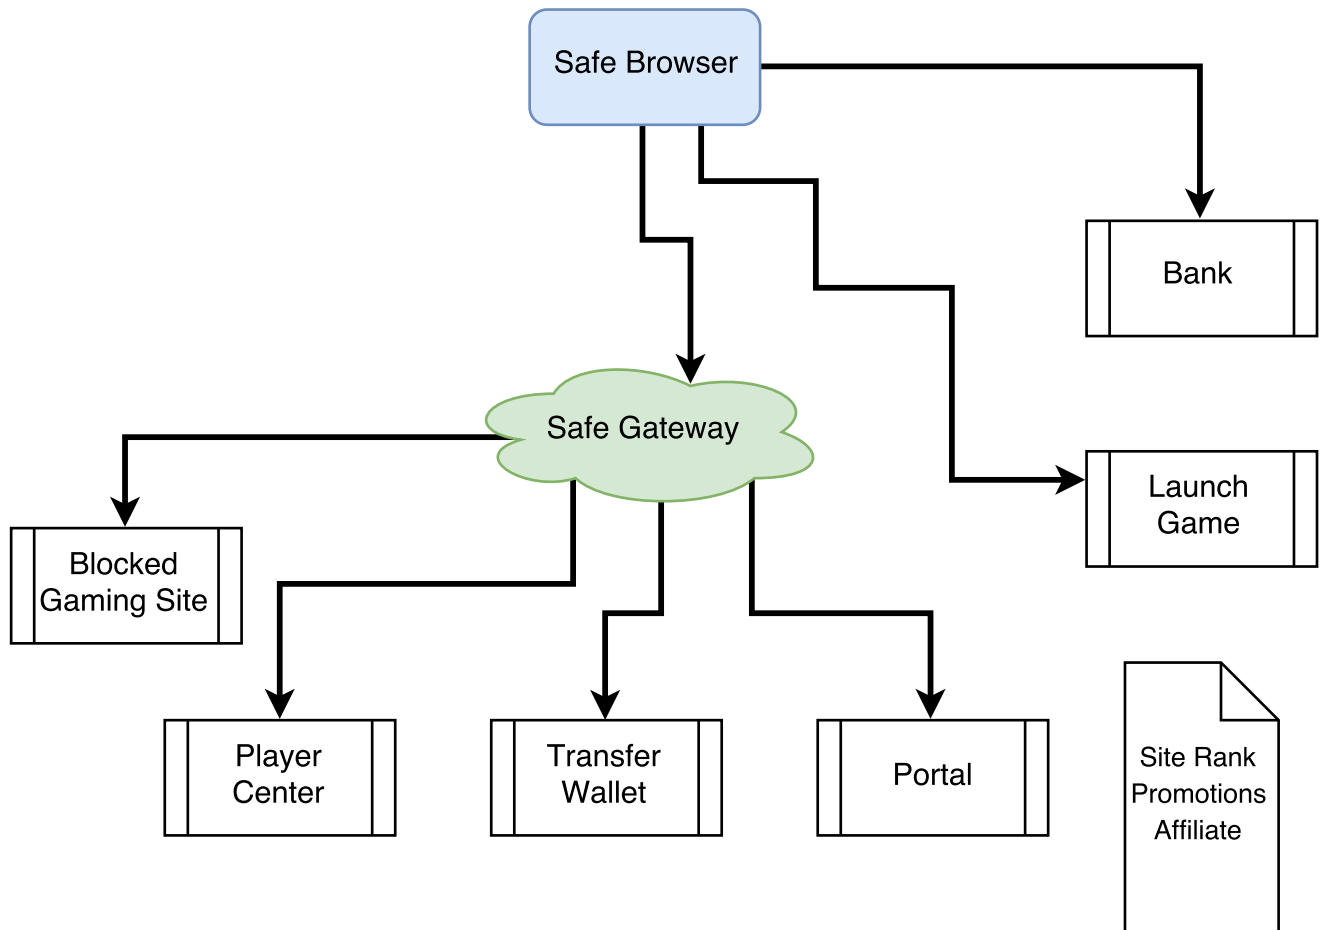 Safe Browser
Bank
Safe Gateway
Launch
Game
Blocked
Gaming Site
Player
Center
Transfer
Wallet
Portal
Site Rank
Promotions
Affiliate